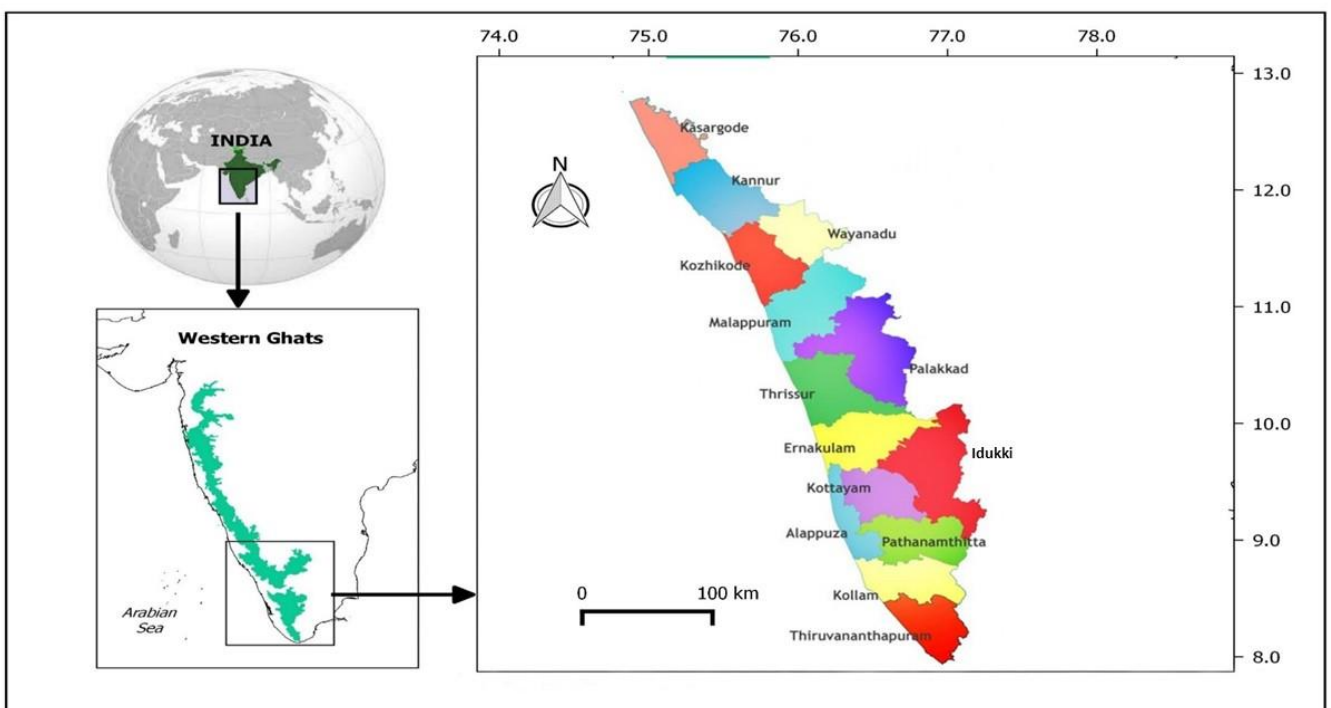 74.0 75.0 76.0 77.0 78.0
13.0
12.0
11.0
10.0
9.0
8.0
INDIA
Western Ghats
Arabian
Sea
N
Kasargode
Kannur
Wayanadu
Kozhikode
Malappuram
Palakkad
Thrissur
Ernakulam
Idukki
Kottayam
Alappuza
Pathanamthitta
Kollam
Thiruvananthapuram
0 100 km